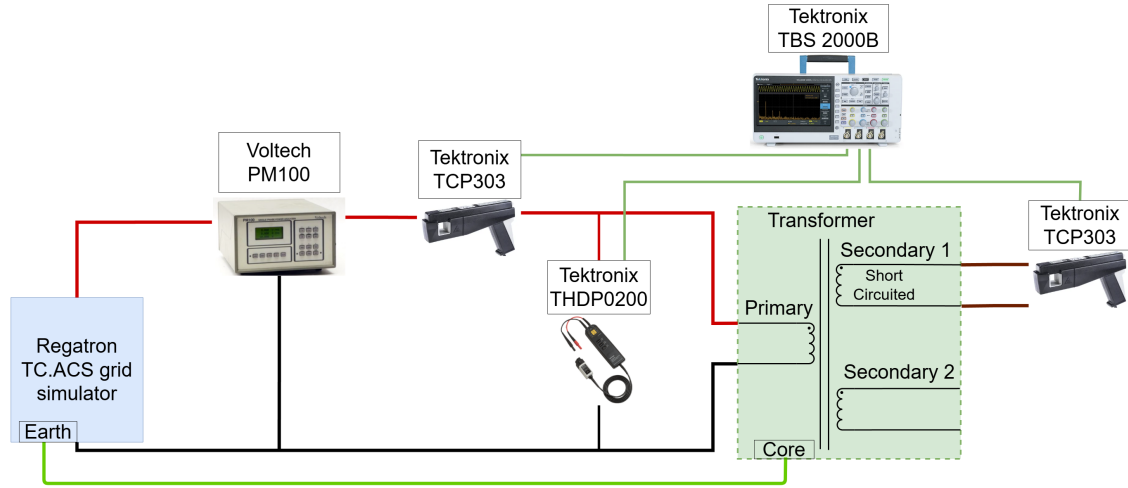 Tektronix
TBS 2000B
Voltech
PM100
Tektronix
TCP303
Tektronix
TCP303
Transformer
Secondary 1
Short
Circuited
Tektronix
THDP0200
Primary
Regatron
TC.ACS grid
simulator
Secondary 2
Earth
Core